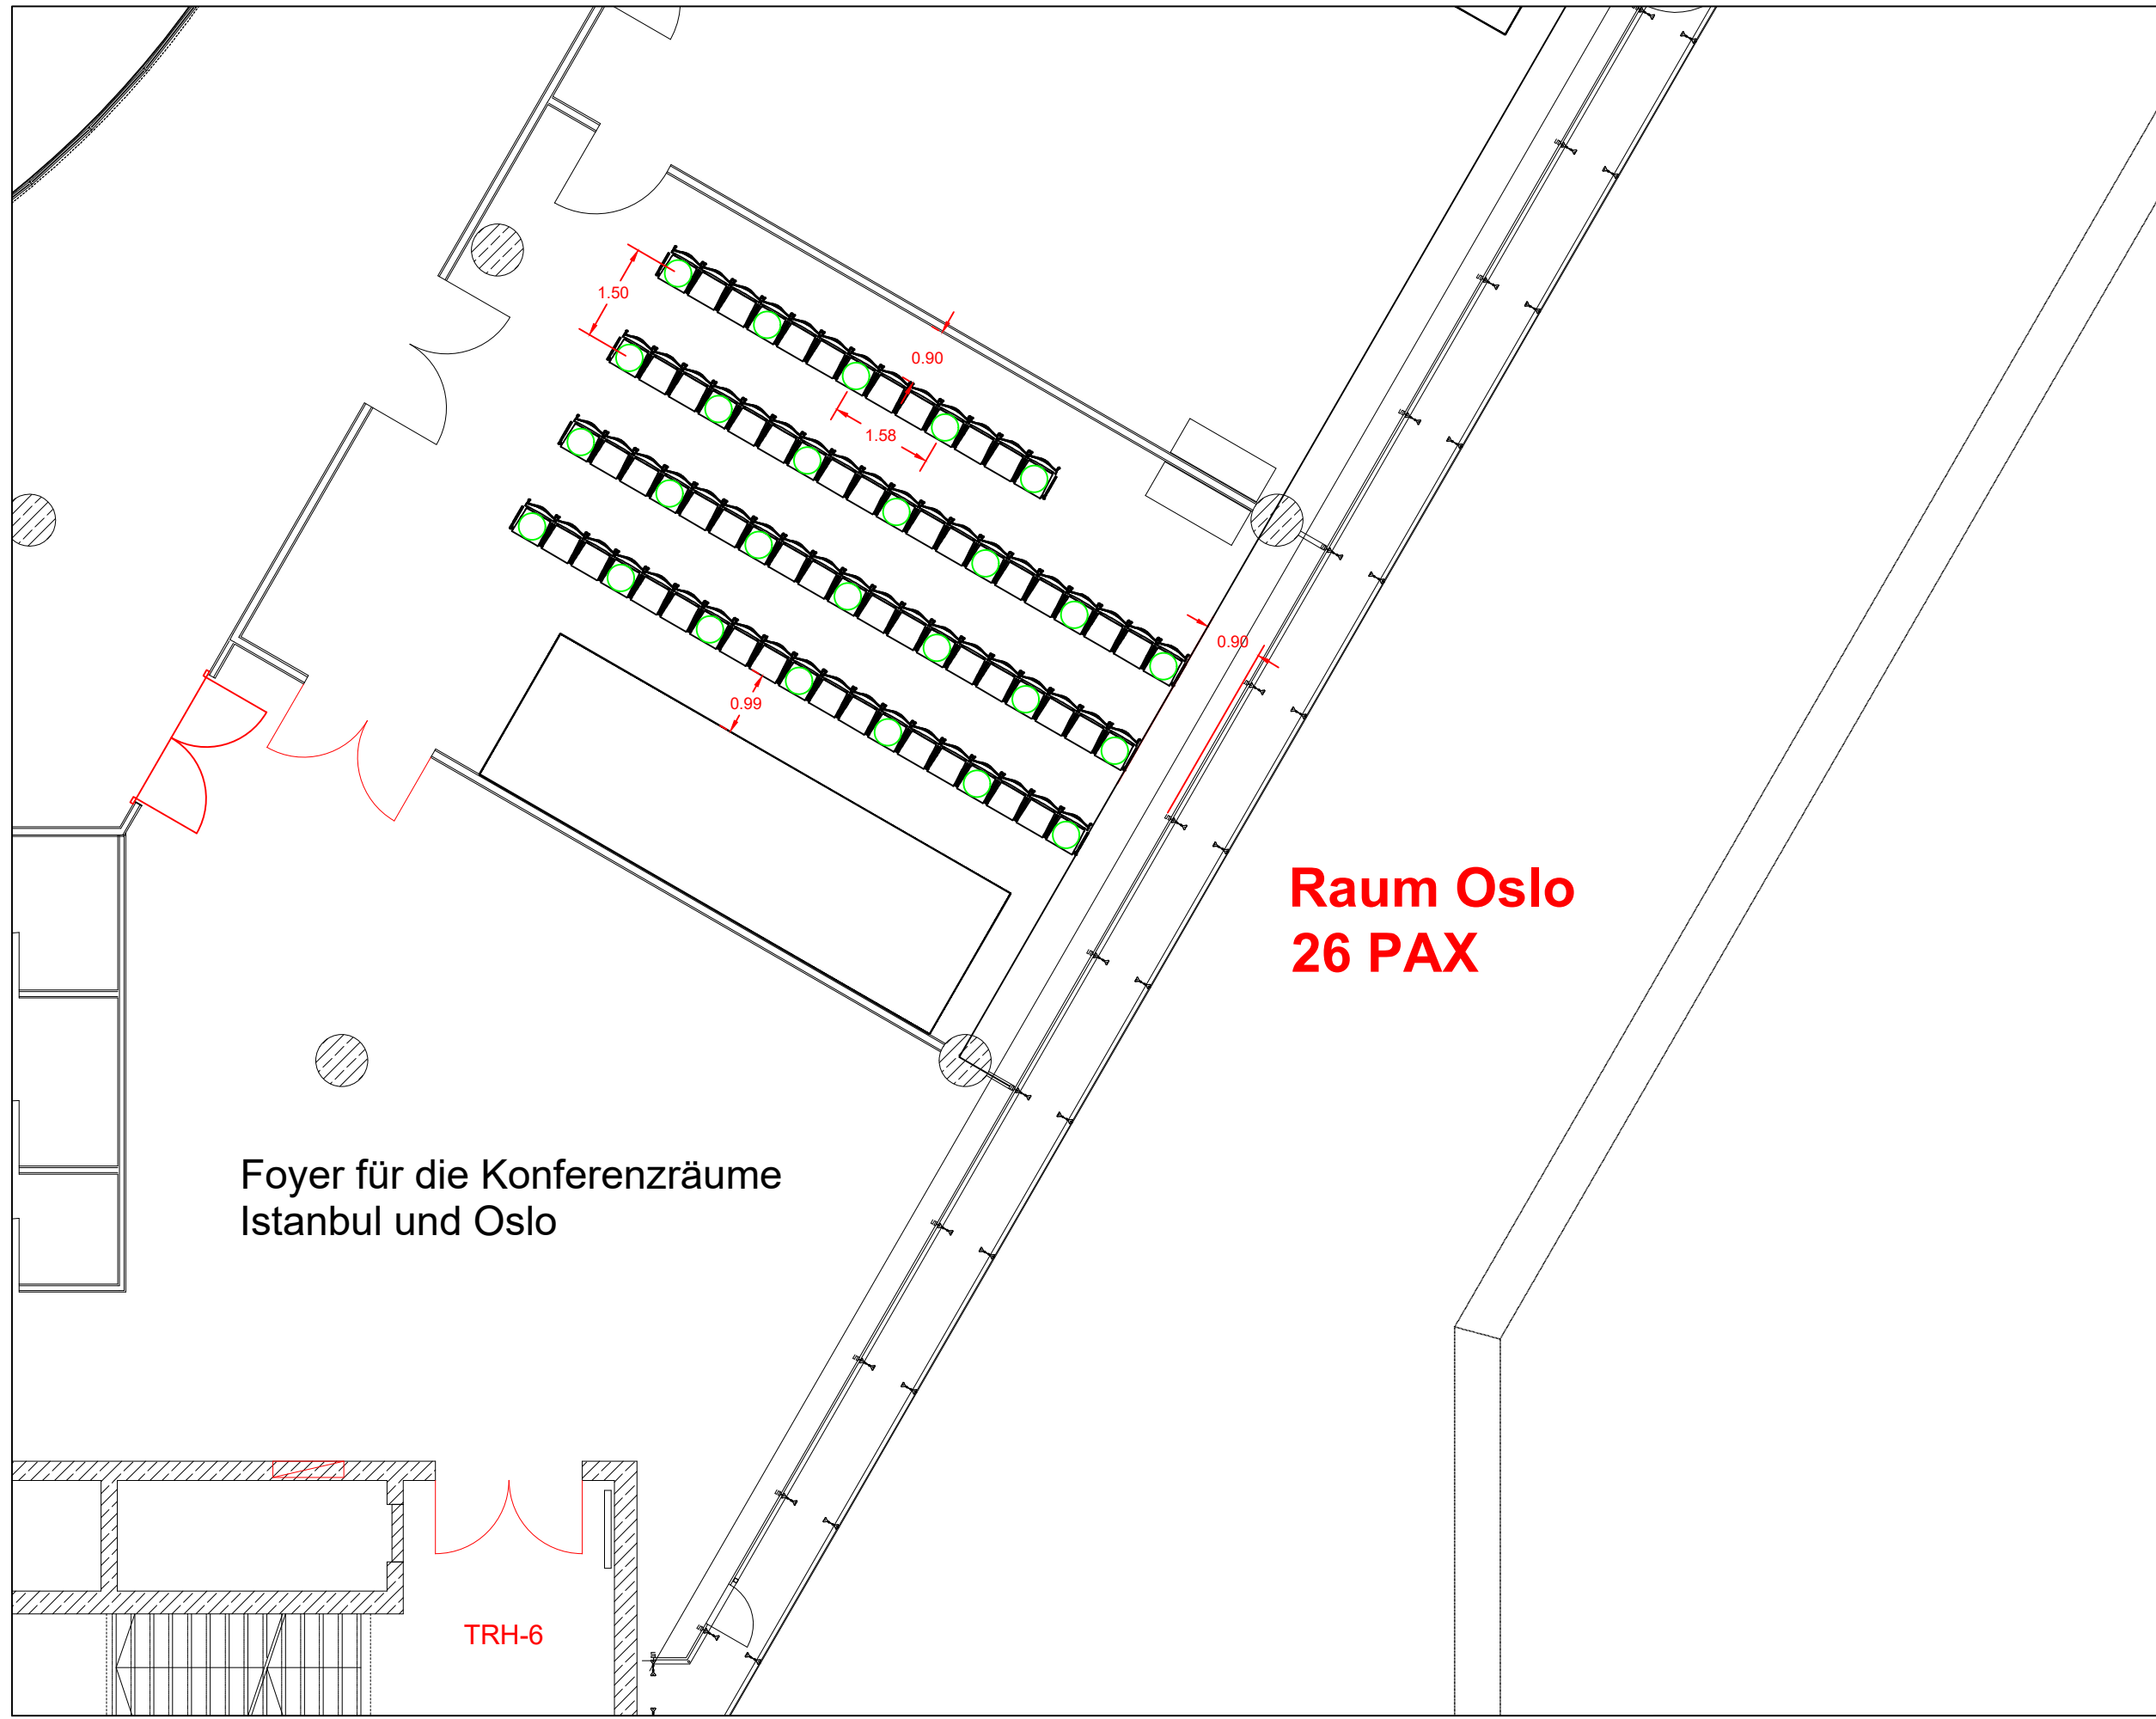 1.50
0.90
1.58
0.90
0.99
Raum Oslo
26 PAX
Foyer für die Konferenzräume
Istanbul und Oslo
TRH-6